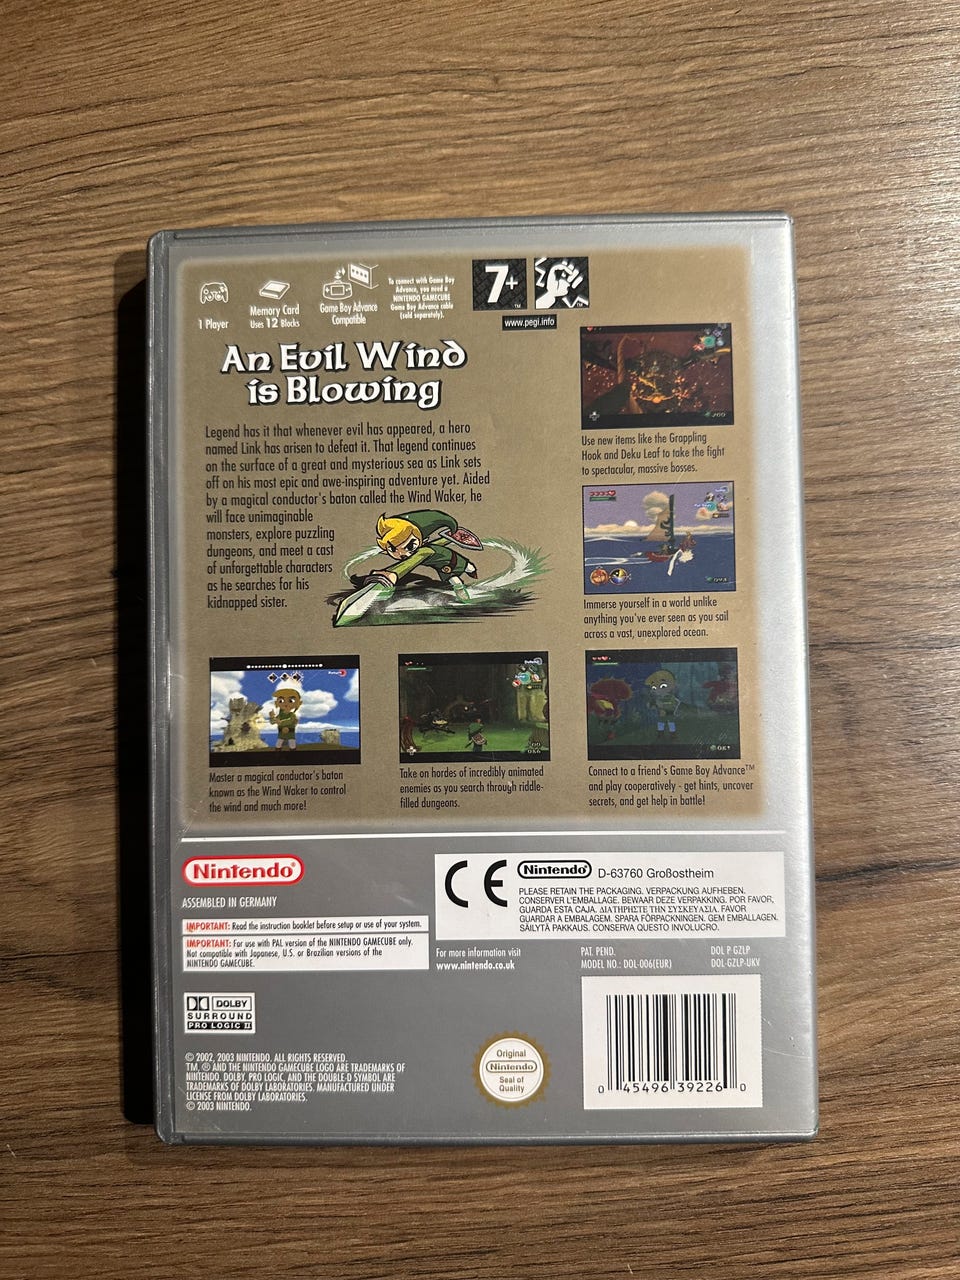 1 Player
Memory Card
Uses 12 Blocks
Game Boy Advance
Compatible
To connect with Game Boy
Advance, you need a
NINTENDO GAMECUBE
Game Boy Advance cable
(sold separately).
7+
TM
TM
www.pegi.info
An Evil Wind
is Blowing
Legend has it that whenever evil has appeared, a hero
named Link has arisen to defeat it. That legend continues
on the surface of a great and mysterious sea as Link sets
off on his most epic and awe-inspiring adventure yet. Aided
by a magical conductor's baton called the Wind Waker, he
will face unimaginable
monsters, explore puzzling
dungeons, and meet a cast
of unforgettable characters
as he searches for his
kidnapped sister.
Use new items like the Grappling
Hook and Deku Leaf to take the fight
to spectacular, massive bosses.
Immerse yourself in a world unlike
anything you've ever seen as you sail
across a vast, unexplored ocean.
Return
Master a magical conductor's baton
known as the Wind Waker to control
the wind and much more!
Defend
Take on hordes of incredibly animated
enemies as you search through riddle-
filled dungeons.
Connect to a friend's Game Boy Advance™
and play cooperatively - get hints, uncover
secrets, and get help in battle!
Nintendo®
ASSEMBLED IN GERMANY
IMPORTANT: Read the instruction booklet before setup or use of your system.
IMPORTANT: For use with PAL version of the NINTENDO GAMECUBE only.
Not compatible with Japanese, U.S. or Brazilian versions of the
NINTENDO GAMECUBE.
CE Nintendo® D-63760 Großostheim
PLEASE RETAIN THE PACKAGING. VERPACKUNG AUFHEBEN.
CONSERVER L'EMBALLAGE. BEWAAR DEZE VERPAKKING. POR FAVOR,
GUARDA ESTA CAJA. ΔΙΑΤΗΡΗΣΤΕ ΤΗΝ ΣΥΣΚΕΥΑΣΙΑ. FAVOR
GUARDAR A EMBALAGEM. SPARA FÖRPACKNINGEN. GEM EMBALLAGEN.
SÄILYTÄ PAKKAUS. CONSERVA QUESTO INVOLUCRO.
For more information visit
www.nintendo.co.uk
PAT. PEND.
MODEL NO.: DOL-006(EUR)
DOL P GZLP
DOL-GZLP-UKV
DOLBY
SURROUND
PRO LOGIC II
© 2002, 2003 NINTENDO. ALL RIGHTS RESERVED.
TM, ® AND THE NINTENDO GAMECUBE LOGO ARE TRADEMARKS OF
NINTENDO. DOLBY, PRO LOGIC, AND THE DOUBLE-D SYMBOL ARE
TRADEMARKS OF DOLBY LABORATORIES. MANUFACTURED UNDER
LICENSE FROM DOLBY LABORATORIES.
© 2003 NINTENDO.
Original
Nintendo®
Seal of
Quality
0 45496 39226 0